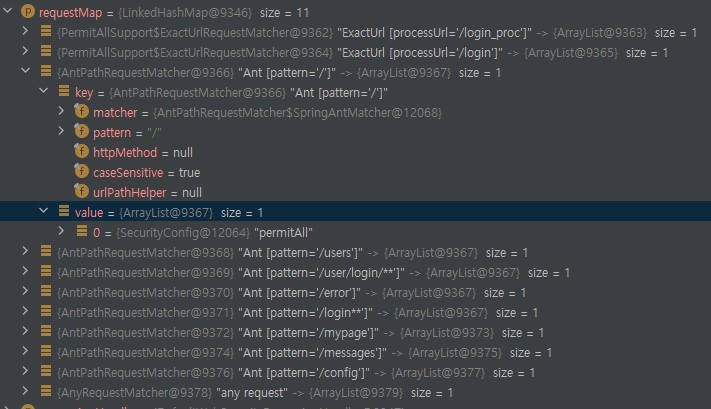 requestMap = {LinkedHashMap@9346} size = 11
{PermitAllSupport$ExactUrlRequestMatcher@9362} "ExactUrl [processUrl='/login_proc']" -> {ArrayList@9363} size = 1
{PermitAllSupport$ExactUrlRequestMatcher@9364} "ExactUrl [processUrl='/login']" -> {ArrayList@9365} size = 1
{AntPathRequestMatcher@9366} "Ant [pattern='/']" -> {ArrayList@9367} size = 1
key = {AntPathRequestMatcher@9366} "Ant [pattern='/']"
matcher = {AntPathRequestMatcher$SpringAntMatcher@12068}
pattern = "/"
httpMethod = null
caseSensitive = true
urlPathHelper = null
value = {ArrayList@9367} size = 1
0 = {SecurityConfig@12064} "permitAll"
{AntPathRequestMatcher@9368} "Ant [pattern='/users']" -> {ArrayList@9367} size = 1
{AntPathRequestMatcher@9369} "Ant [pattern='/user/login/**']" -> {ArrayList@9367} size = 1
{AntPathRequestMatcher@9370} "Ant [pattern='/error']" -> {ArrayList@9367} size = 1
{AntPathRequestMatcher@9371} "Ant [pattern='/login**']" -> {ArrayList@9367} size = 1
{AntPathRequestMatcher@9372} "Ant [pattern='/mypage']" -> {ArrayList@9373} size = 1
{AntPathRequestMatcher@9374} "Ant [pattern='/messages']" -> {ArrayList@9375} size = 1
{AntPathRequestMatcher@9376} "Ant [pattern='/config']" -> {ArrayList@9377} size = 1
{AnyRequestMatcher@9378} "any request" -> {ArrayList@9379} size = 1